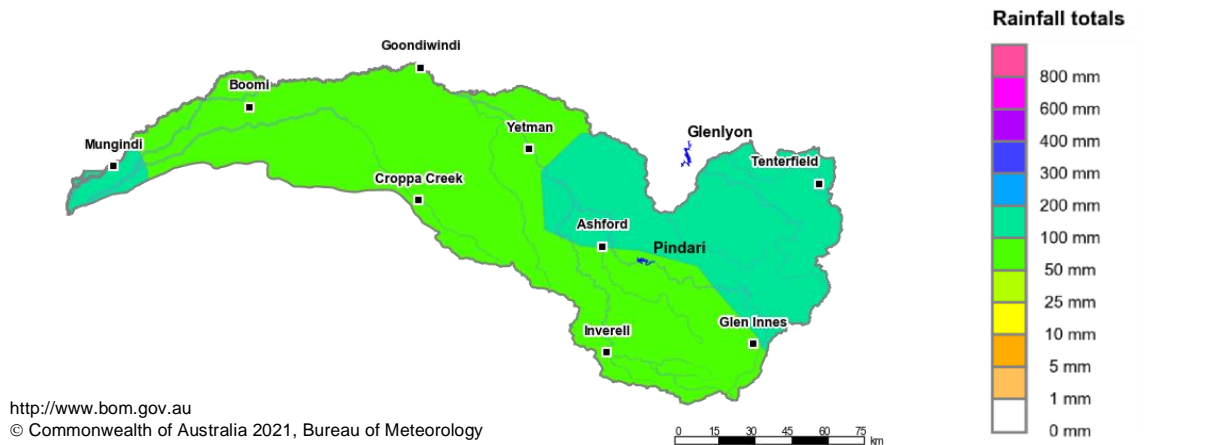 Rainfall totals
Goondiwindi
Boomi
Yetman
Glenlyon
Mungindi
Tenterfield
Croppa Creek
Ashford
Pindari
Glen Innes
Inverell
800 mm
600 mm
400 mm
300 mm
200 mm
100 mm
50 mm
25 mm
10 mm
5 mm
1 mm
0 mm
http://www.bom.gov.au
© Commonwealth of Australia 2021, Bureau of Meteorology
0 15 30 45 60 75
km